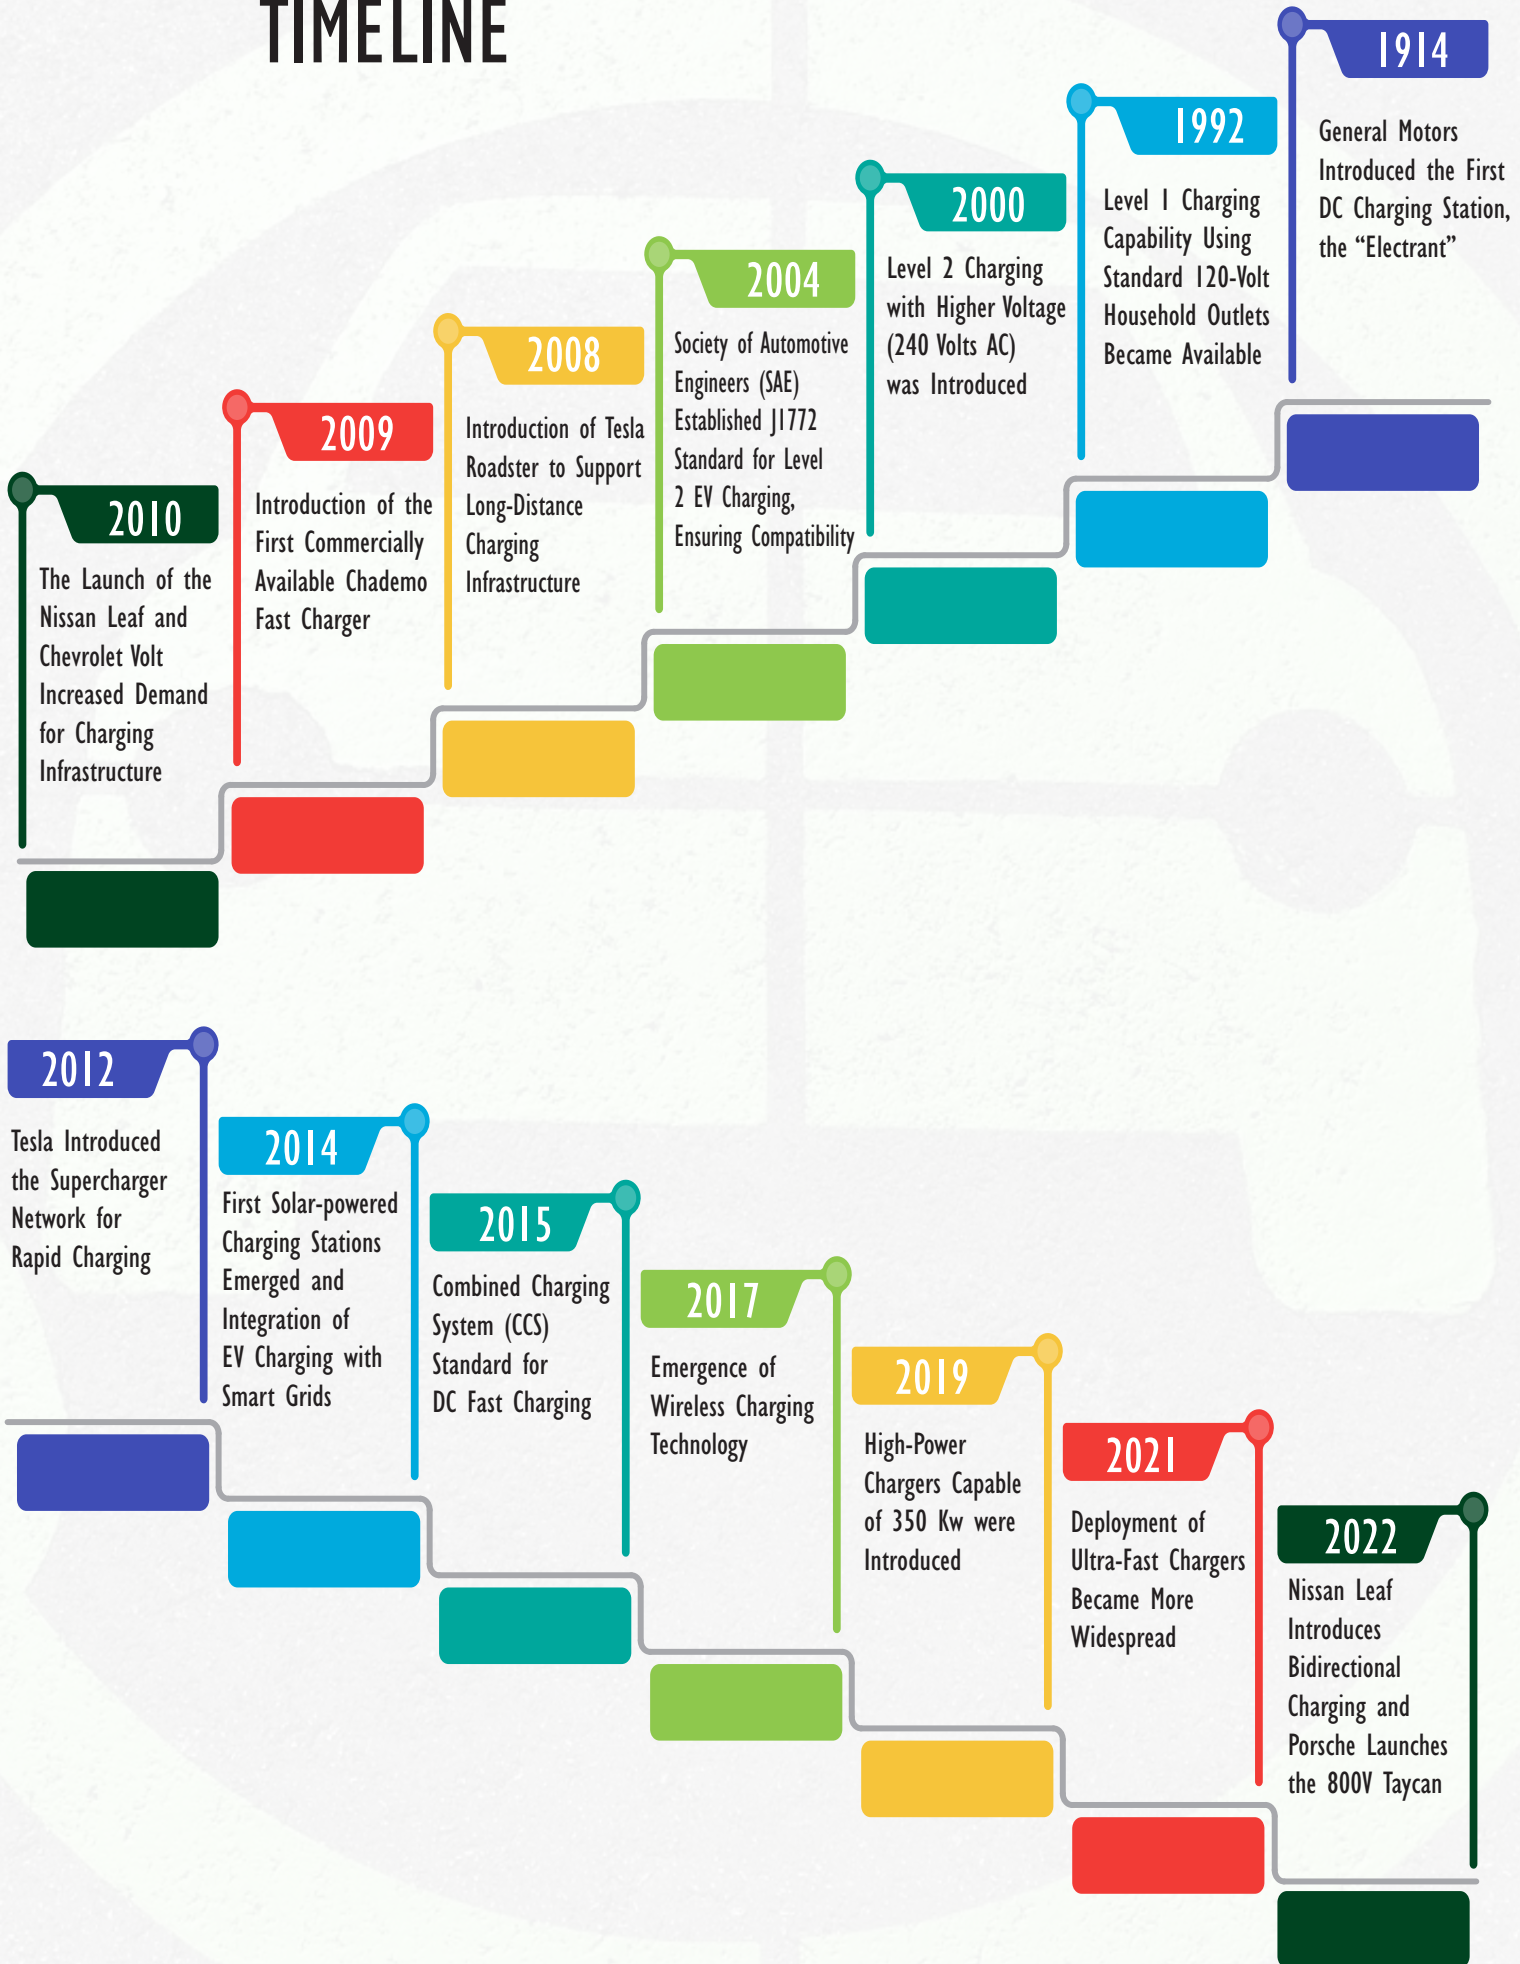 TIMELINE
1914
General Motors
Introduced the First
DC Charging Station,
the “Electrant”
1992
Level 1 Charging
Capability Using
Standard 120-Volt
Household Outlets
Became Available
2000
Level 2 Charging
with Higher Voltage
(240 Volts AC)
was Introduced
2004
Society of Automotive
Engineers (SAE)
Established J1772
Standard for Level
2 EV Charging,
Ensuring Compatibility
2008
Introduction of Tesla
Roadster to Support
Long-Distance
Charging
Infrastructure
2009
Introduction of the
First Commercially
Available Chademo
Fast Charger
2010
The Launch of the
Nissan Leaf and
Chevrolet Volt
Increased Demand
for Charging
Infrastructure
2012
Tesla Introduced
the Supercharger
Network for
Rapid Charging
2014
First Solar-powered
Charging Stations
Emerged and
Integration of
EV Charging with
Smart Grids
2015
Combined Charging
System (CCS)
Standard for
DC Fast Charging
2017
Emergence of
Wireless Charging
Technology
2019
High-Power
Chargers Capable
of 350 Kw were
Introduced
2021
Deployment of
Ultra-Fast Chargers
Became More
Widespread
2022
Nissan Leaf
Introduces
Bidirectional
Charging and
Porsche Launches
the 800V Taycan